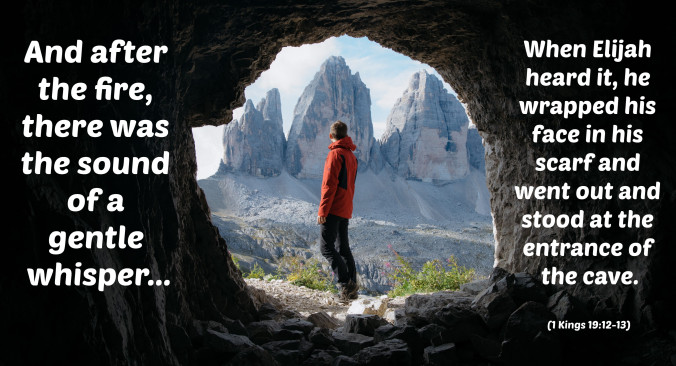 And after
the fire,
there was
the sound
of a
gentle
whisper...
When Elijah
heard it, he
wrapped his
face in his
scarf and
went out and
stood at the
entrance of
the cave.
(1 Kings 19:12-13)